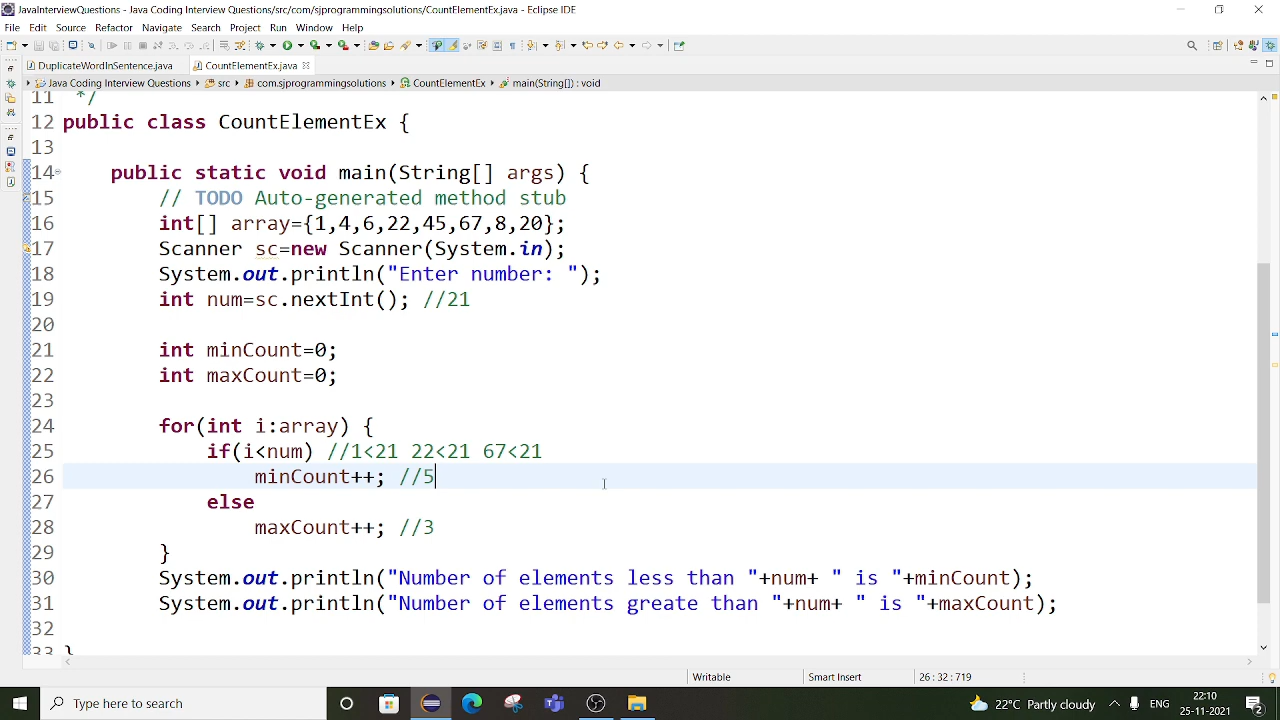 JavaInterviewQuestions - Java Coding Interview Questions/src/com/sjprogrammingsolutions/CountElementEx.java - Eclipse IDE
File Edit Source Refactor Navigate Search Project Run Window Help
DuplicateWordInSentence.java CountElementEx.java
Java Coding Interview Questions src com.sjprogrammingsolutions CountElementEx main(String[]) : void
11 */
12 public class CountElementEx {
13
14 public static void main(String[] args) {
15 // TODO Auto-generated method stub
16 int[] array={1,4,6,22,45,67,8,20};
17 Scanner sc=new Scanner(System.in);
18 System.out.println("Enter number: ");
19 int num=sc.nextInt(); //21
20
21 int minCount=0;
22 int maxCount=0;
23
24 for(int i:array) {
25 if(i<num) //1<21 22<21 67<21
26 minCount++; //5
27 else
28 maxCount++; //3
29 }
30 System.out.println("Number of elements less than "+num+ " is "+minCount);
31 System.out.println("Number of elements greate than "+num+ " is "+maxCount);
32
33 }
Writable Smart Insert 26 : 32 : 719
Type here to search 22°C Partly cloudy ENG 22:10
25-11-2021 2